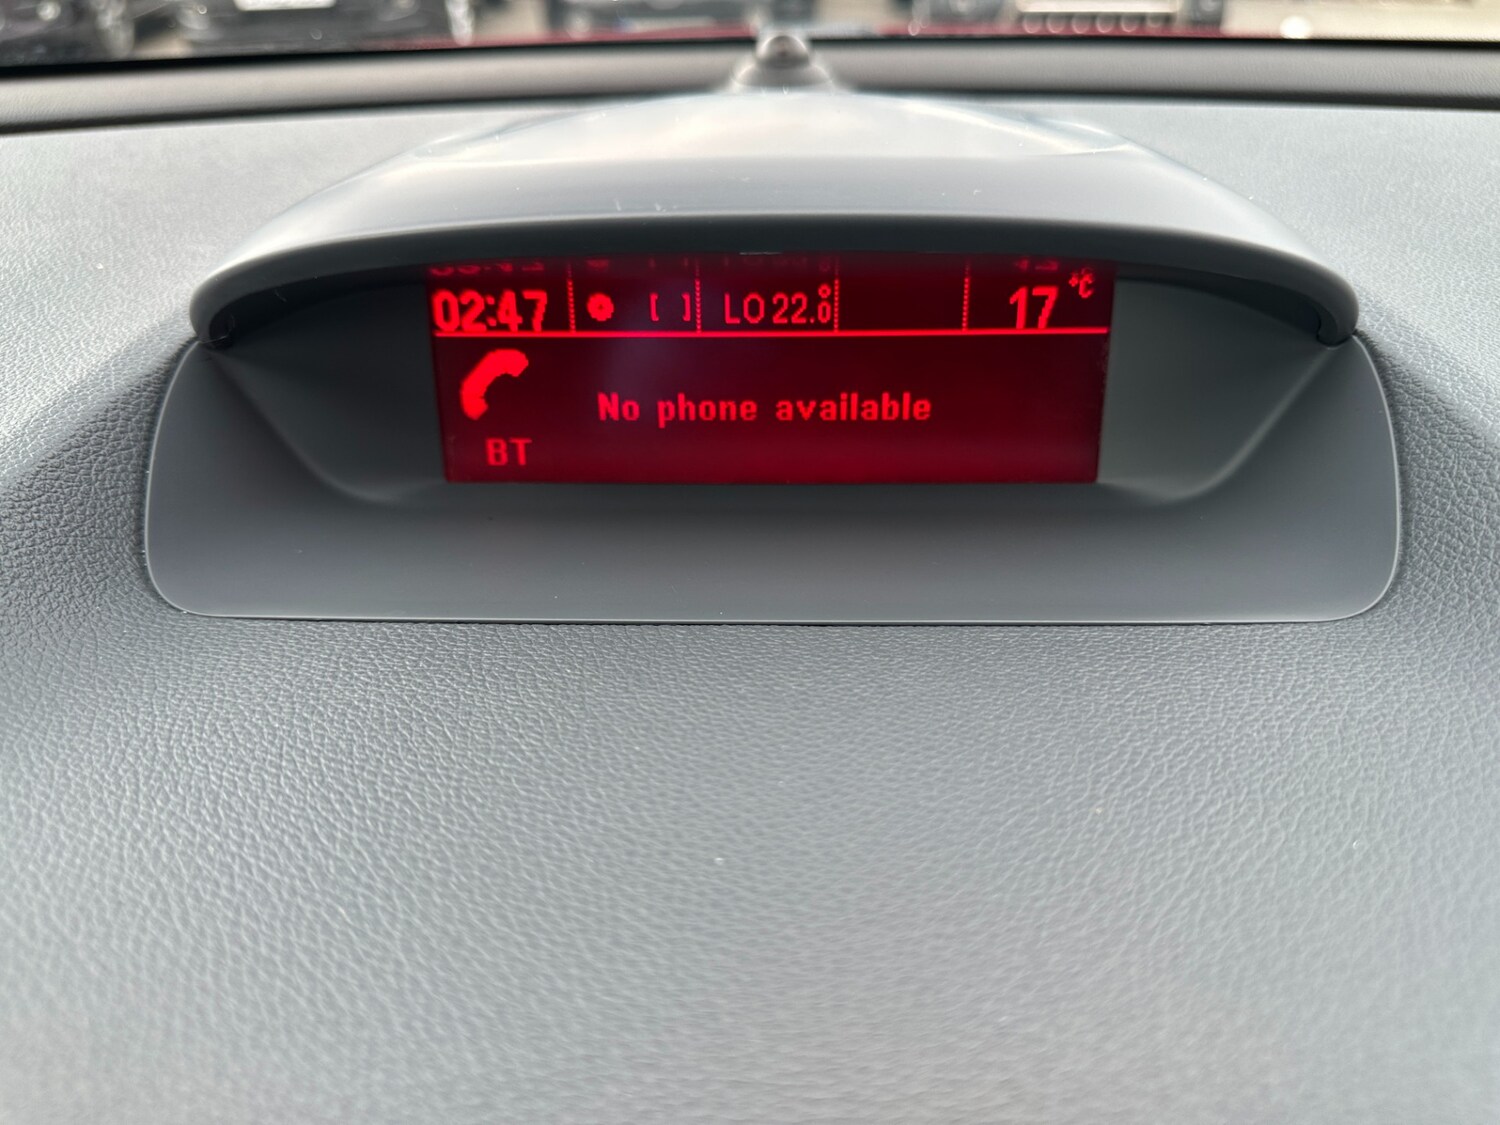 02:47 [ ] LO 22.0° 17 +°C
No phone available
BT